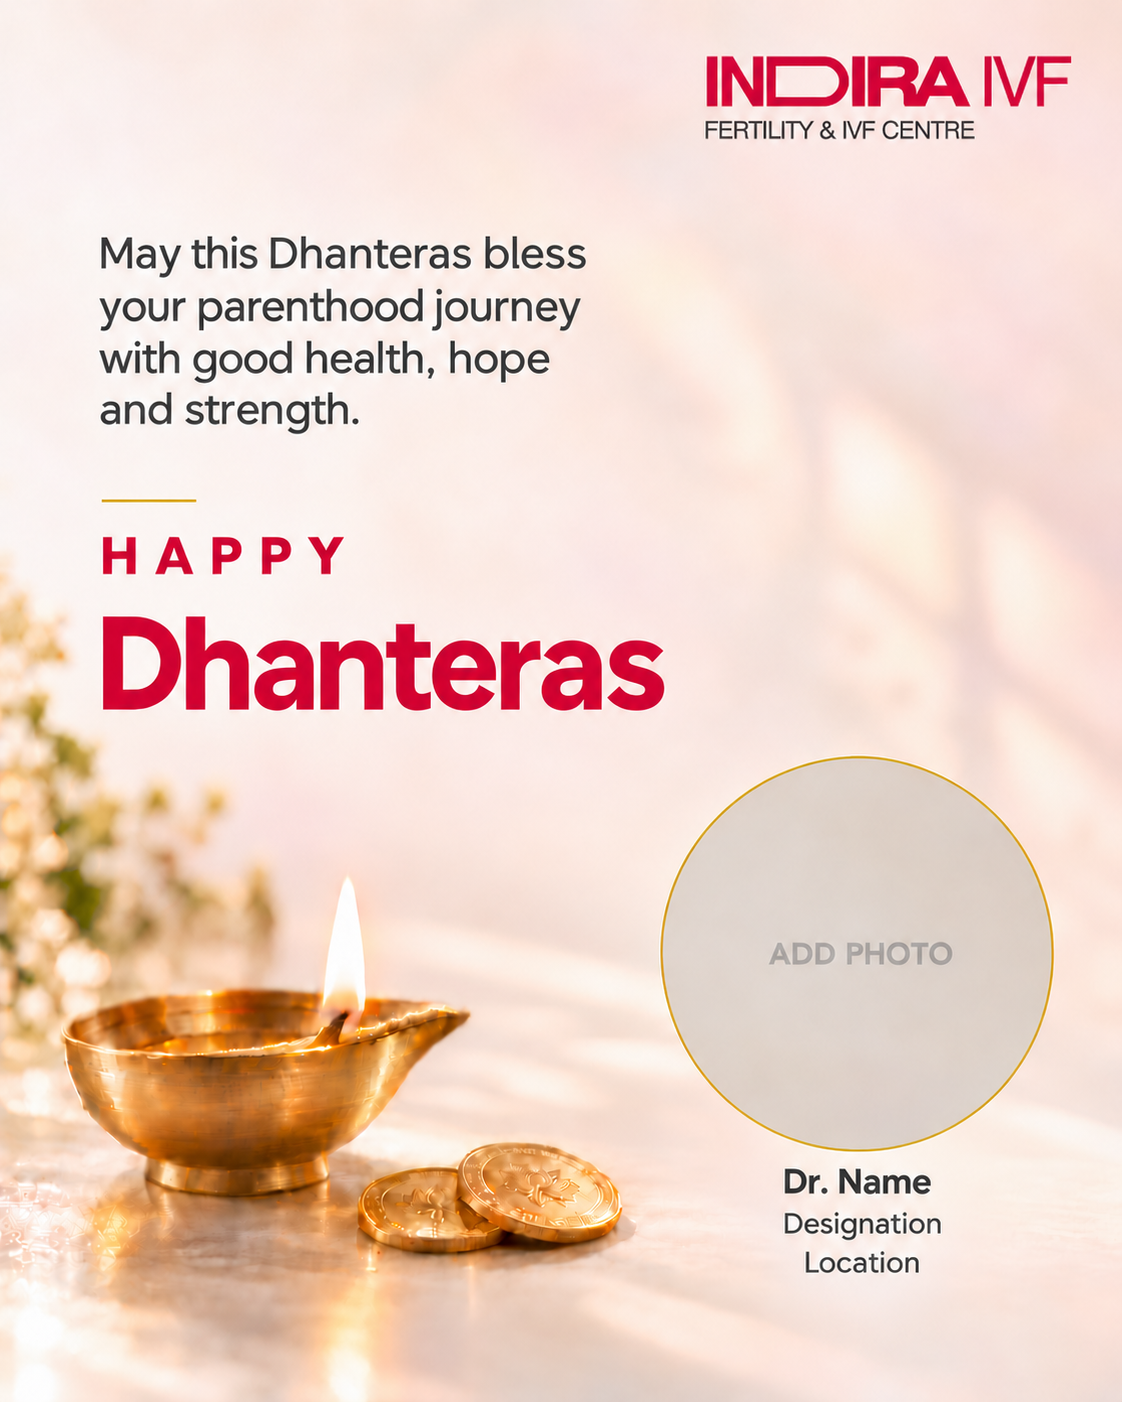 INDIRA IVF
FERTILITY & IVF CENTRE
May this Dhanteras bless
your parenthood journey
with good health, hope
and strength.
HAPPY
Dhanteras
ADD PHOTO
Dr. Name
Designation
Location